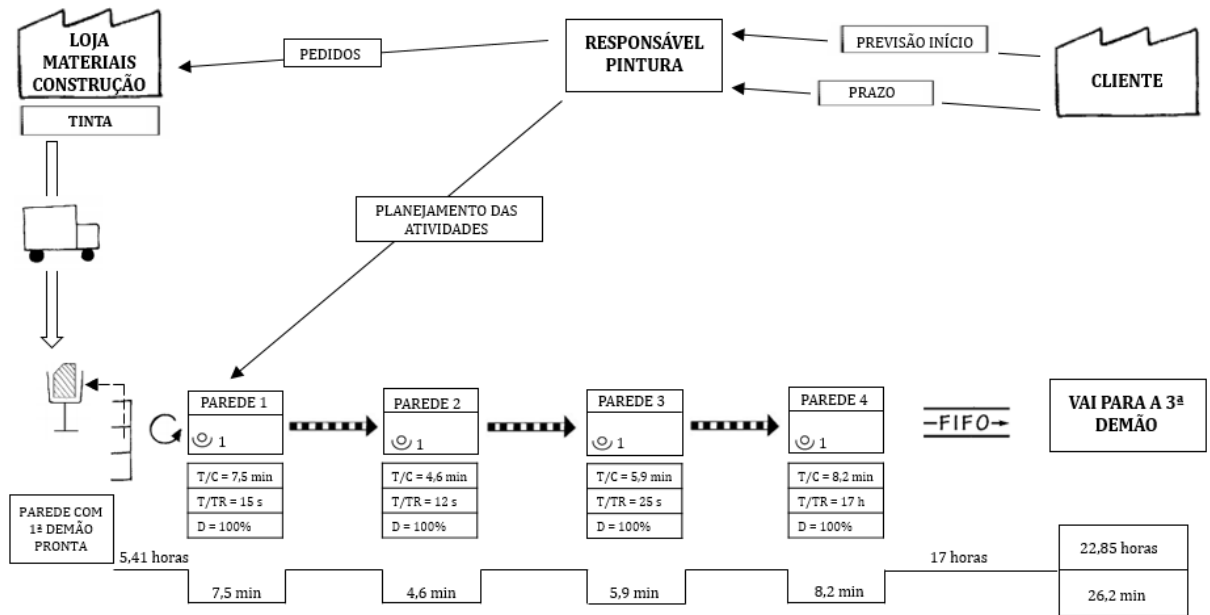 LOJA
MATERIAIS
CONSTRUÇÃO
TINTA
PEDIDOS
RESPONSÁVEL
PINTURA
PREVISÃO INÍCIO
PRAZO
CLIENTE
PLANEJAMENTO DAS
ATIVIDADES
PAREDE COM
1ª DEMÃO
PRONTA
PAREDE 1
1
T/C = 7,5 min
T/TR = 15 s
D = 100%
PAREDE 2
1
T/C = 4,6 min
T/TR = 12 s
D = 100%
PAREDE 3
1
T/C = 5,9 min
T/TR = 25 s
D = 100%
PAREDE 4
1
T/C = 8,2 min
T/TR = 17 h
D = 100%
FIFO
VAI PARA A 3ª
DEMÃO
5,41 horas
7,5 min
4,6 min
5,9 min
8,2 min
17 horas
22,85 horas
26,2 min